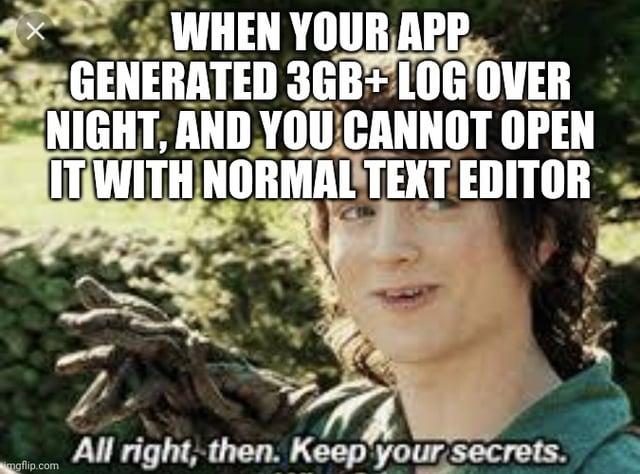 WHEN YOUR APP
GENERATED 3GB+ LOG OVER
NIGHT, AND YOU CANNOT OPEN
IT WITH NORMAL TEXT EDITOR
All right, then. Keep your secrets.
imgflip.com